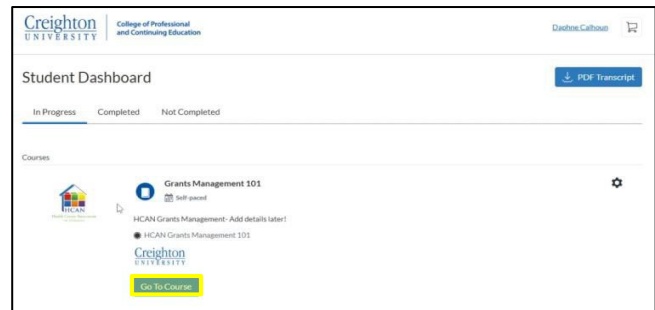 Creighton
UNIVERSITY
College of Professional
and Continuing Education
Daphne Calhoun
Student Dashboard
PDF Transcript
In Progress Completed Not Completed
Courses
HCAN
Grants Management 101
Self-paced
HCAN Grants Management- Add details later!
HCAN Grants Management 101
Creighton
UNIVERSITY
Go To Course